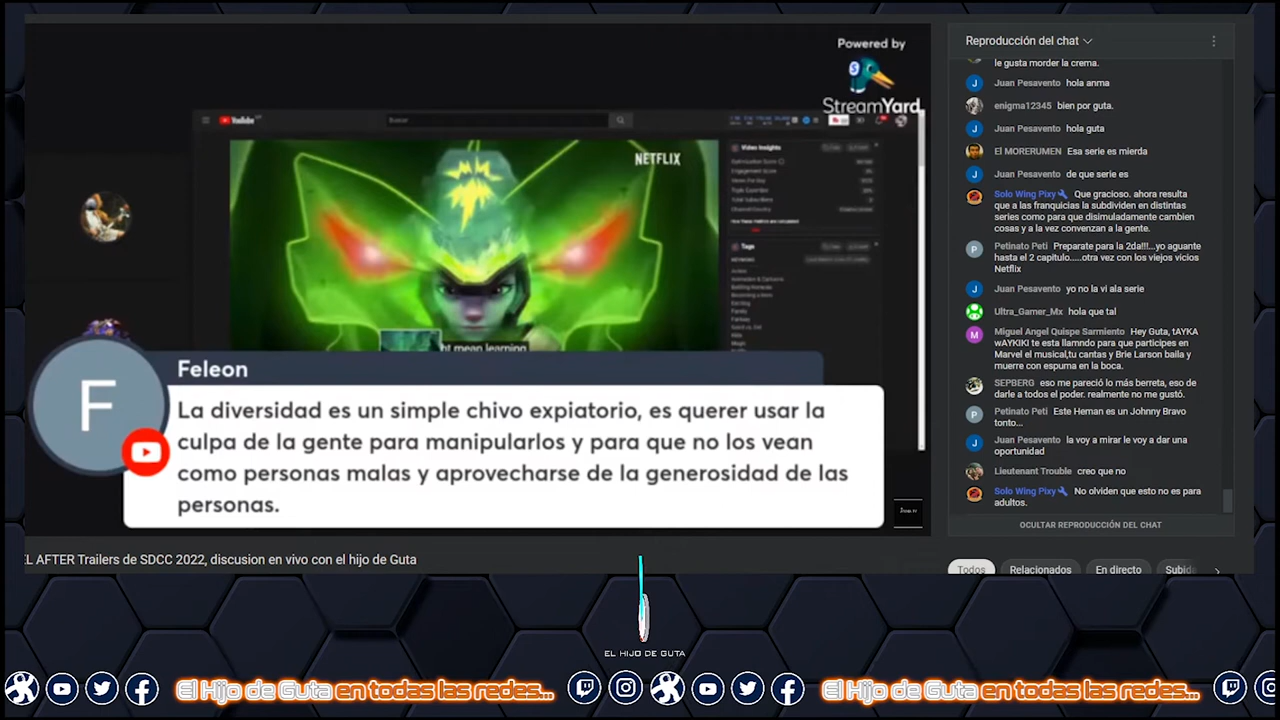 Powered by
StreamYard
YouTube
Buscar
NETFLIX
Video Insights
Tags
ht mean learning
Feleon
F
La diversidad es un simple chivo expiatorio, es querer usar la
culpa de la gente para manipularlos y para que no los vean
como personas malas y aprovecharse de la generosidad de las
personas.
EL AFTER Trailers de SDCC 2022, discusion en vivo con el hijo de Guta
Reproducción del chat
le gusta morder la crema.
J Juan Pesavento hola anma
enigma12345 bien por guta.
J Juan Pesavento hola guta
El MORERUMEN Esa serie es mierda
J Juan Pesavento de que serie es
Solo Wing Pixy Que gracioso. ahora resulta
que a las franquicias la subdividen en distintas
series como para que disimuladamente cambien
cosas y a la vez convenzan a la gente.
P Petinato Peti Preparate para la 2da!!!...yo aguante
hasta el 2 capitulo.....otra vez con los viejos vicios
Netflix
J Juan Pesavento yo no la vi ala serie
Ultra_Gamer_Mx hola que tal
M Miguel Angel Quispe Sarmiento Hey Guta, tAYKA
wAYKIKI te esta llamndo para que participes en
Marvel el musical,tu cantas y Brie Larson baila y
muerre con espuma en la boca.
SEPBERG eso me pareció lo más berreta, eso de
darle a todos el poder. realmente no me gustó.
P Petinato Peti Este Heman es un Johnny Bravo
tonto...
J Juan Pesavento la voy a mirar le voy a dar una
oportunidad
Lieutenant Trouble creo que no
Solo Wing Pixy No olviden que esto no es para
adultos.
OCULTAR REPRODUCCIÓN DEL CHAT
Todos Relacionados En directo Subid
EL HIJO DE GUTA
El Hijo de Guta en todas las redes... El Hijo de Guta en todas las redes...